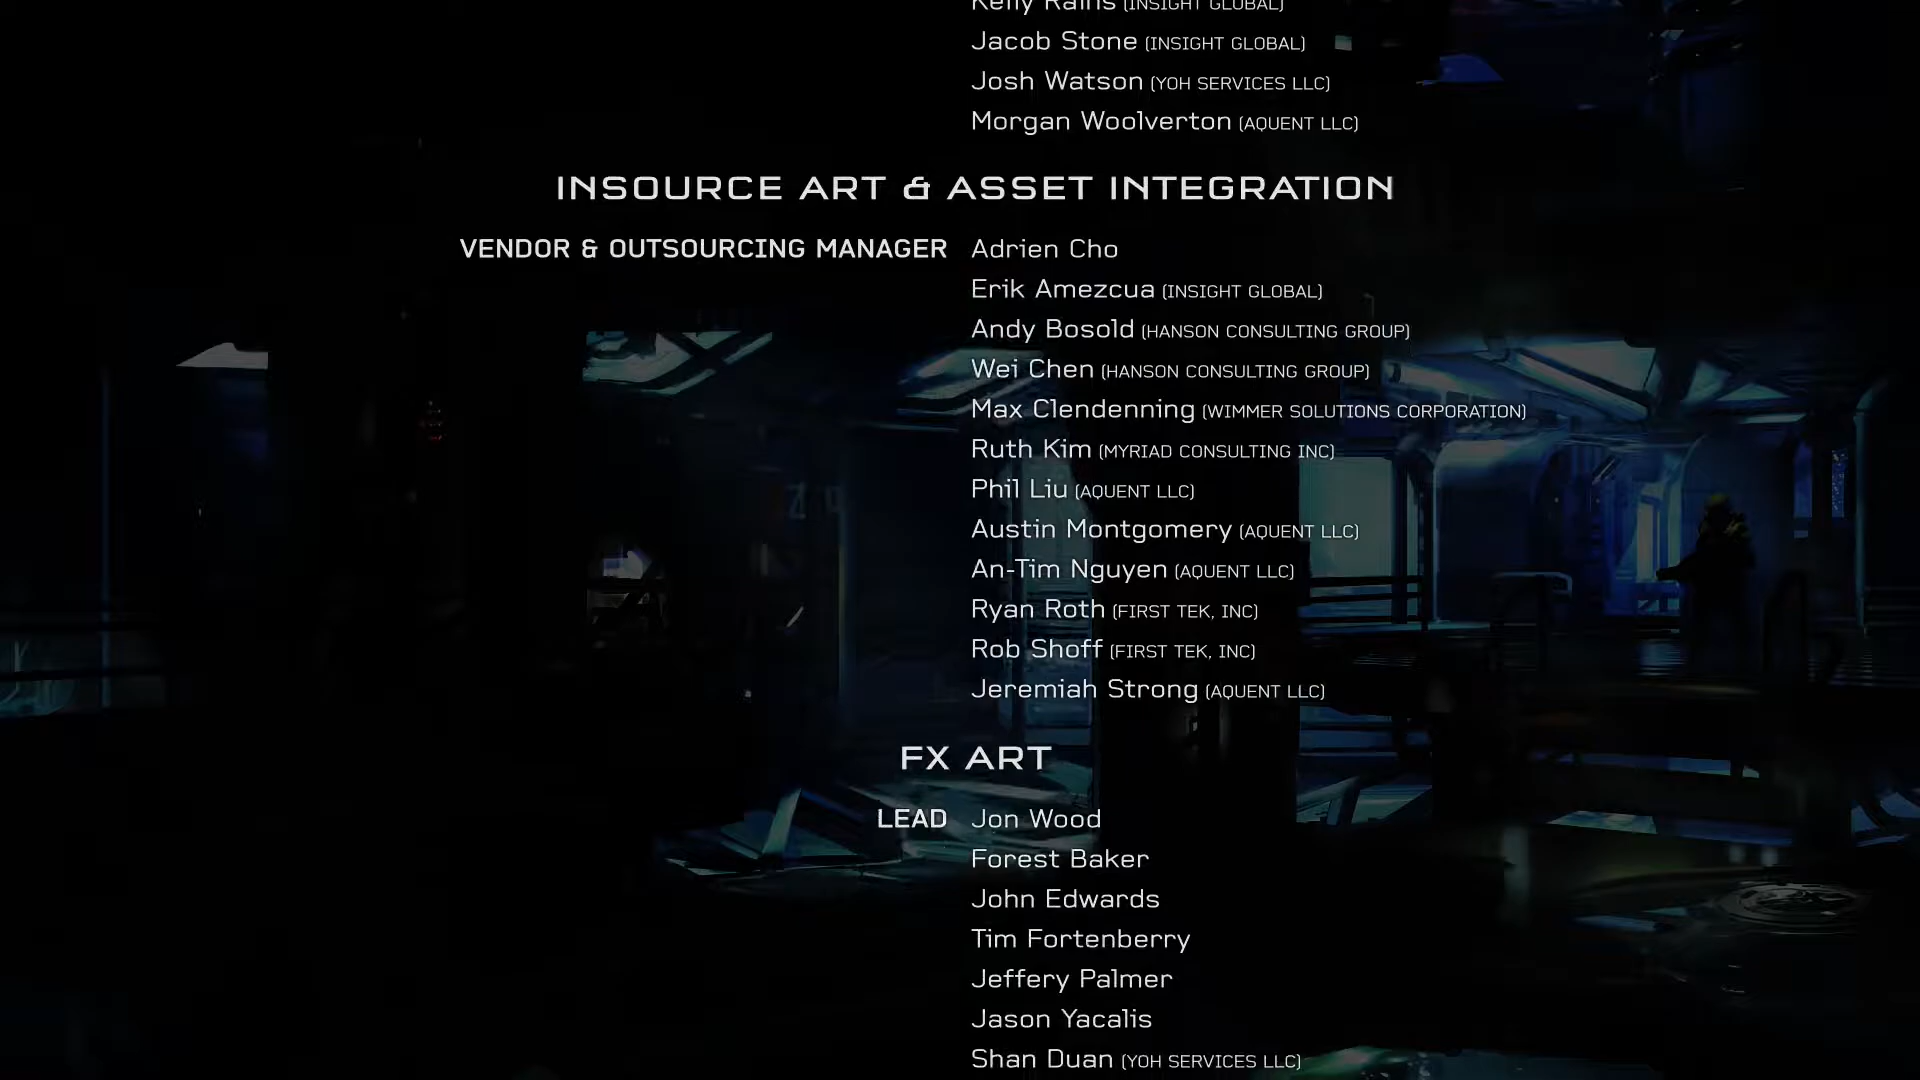 Kelly Rains (INSIGHT GLOBAL)
Jacob Stone (INSIGHT GLOBAL)
Josh Watson (YOH SERVICES LLC)
Morgan Woolverton (AQUENT LLC)
INSOURCE ART & ASSET INTEGRATION
VENDOR & OUTSOURCING MANAGER Adrien Cho
Erik Amezcua (INSIGHT GLOBAL)
Andy Bosold (HANSON CONSULTING GROUP)
Wei Chen (HANSON CONSULTING GROUP)
Max Clendenning (WIMMER SOLUTIONS CORPORATION)
Ruth Kim (MYRIAD CONSULTING INC)
Phil Liu (AQUENT LLC)
Austin Montgomery (AQUENT LLC)
An-Tim Nguyen (AQUENT LLC)
Ryan Roth (FIRST TEK, INC)
Rob Shoff (FIRST TEK, INC)
Jeremiah Strong (AQUENT LLC)
FX ART
LEAD Jon Wood
Forest Baker
John Edwards
Tim Fortenberry
Jeffery Palmer
Jason Yacalis
Shan Duan (YOH SERVICES LLC)